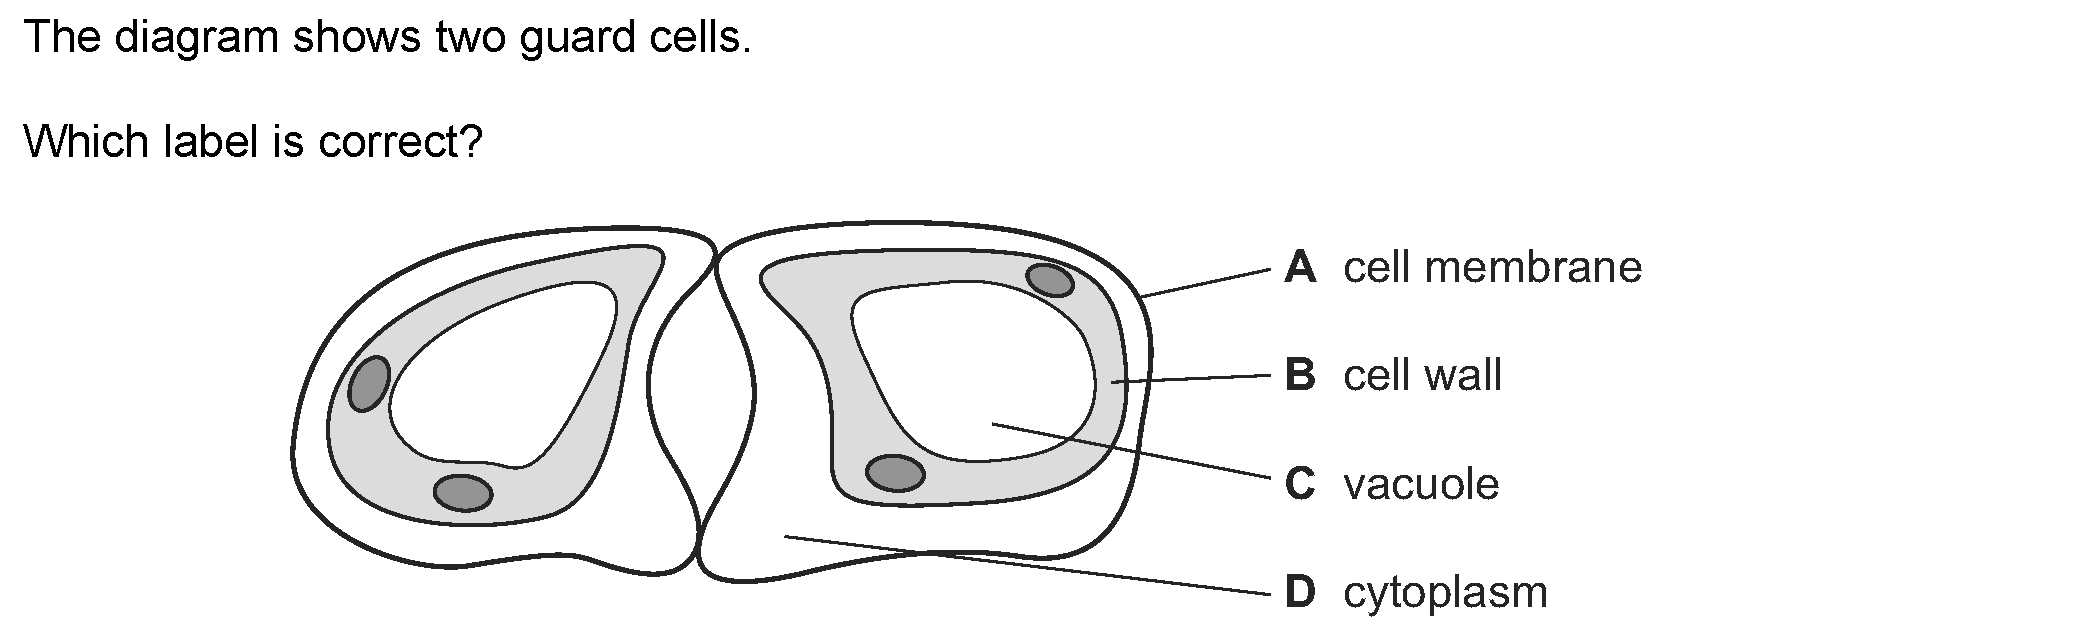 The diagram shows two guard cells.
Which label is correct?
A cell membrane
B cell wall
C vacuole
D cytoplasm